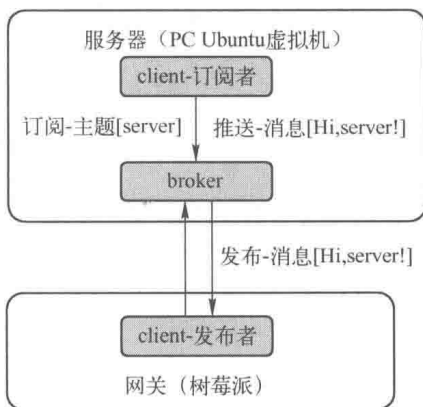 服务器（PC Ubuntu虚拟机）
client-订阅者
订阅-主题[server]
推送-消息[Hi,server!]
broker
发布-消息[Hi,server!]
client-发布者
网关（树莓派）